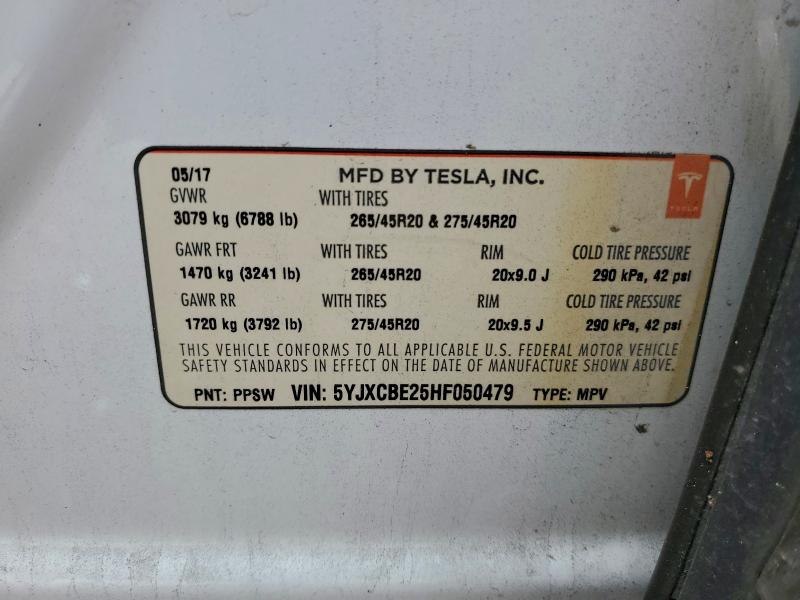 05/17 MFD BY TESLA, INC.
TESLA
GVWR WITH TIRES
3079 kg (6788 lb) 265/45R20 & 275/45R20
GAWR FRT WITH TIRES RIM COLD TIRE PRESSURE
1470 kg (3241 lb) 265/45R20 20x9.0 J 290 kPa, 42 psi
GAWR RR WITH TIRES RIM COLD TIRE PRESSURE
1720 kg (3792 lb) 275/45R20 20x9.5 J 290 kPa, 42 psi
THIS VEHICLE CONFORMS TO ALL APPLICABLE U.S. FEDERAL MOTOR VEHICLE
SAFETY STANDARDS IN EFFECT ON THE DATE OF MANUFACTURE SHOWN ABOVE.
PNT: PPSW VIN: 5YJXCBE25HF050479 TYPE: MPV